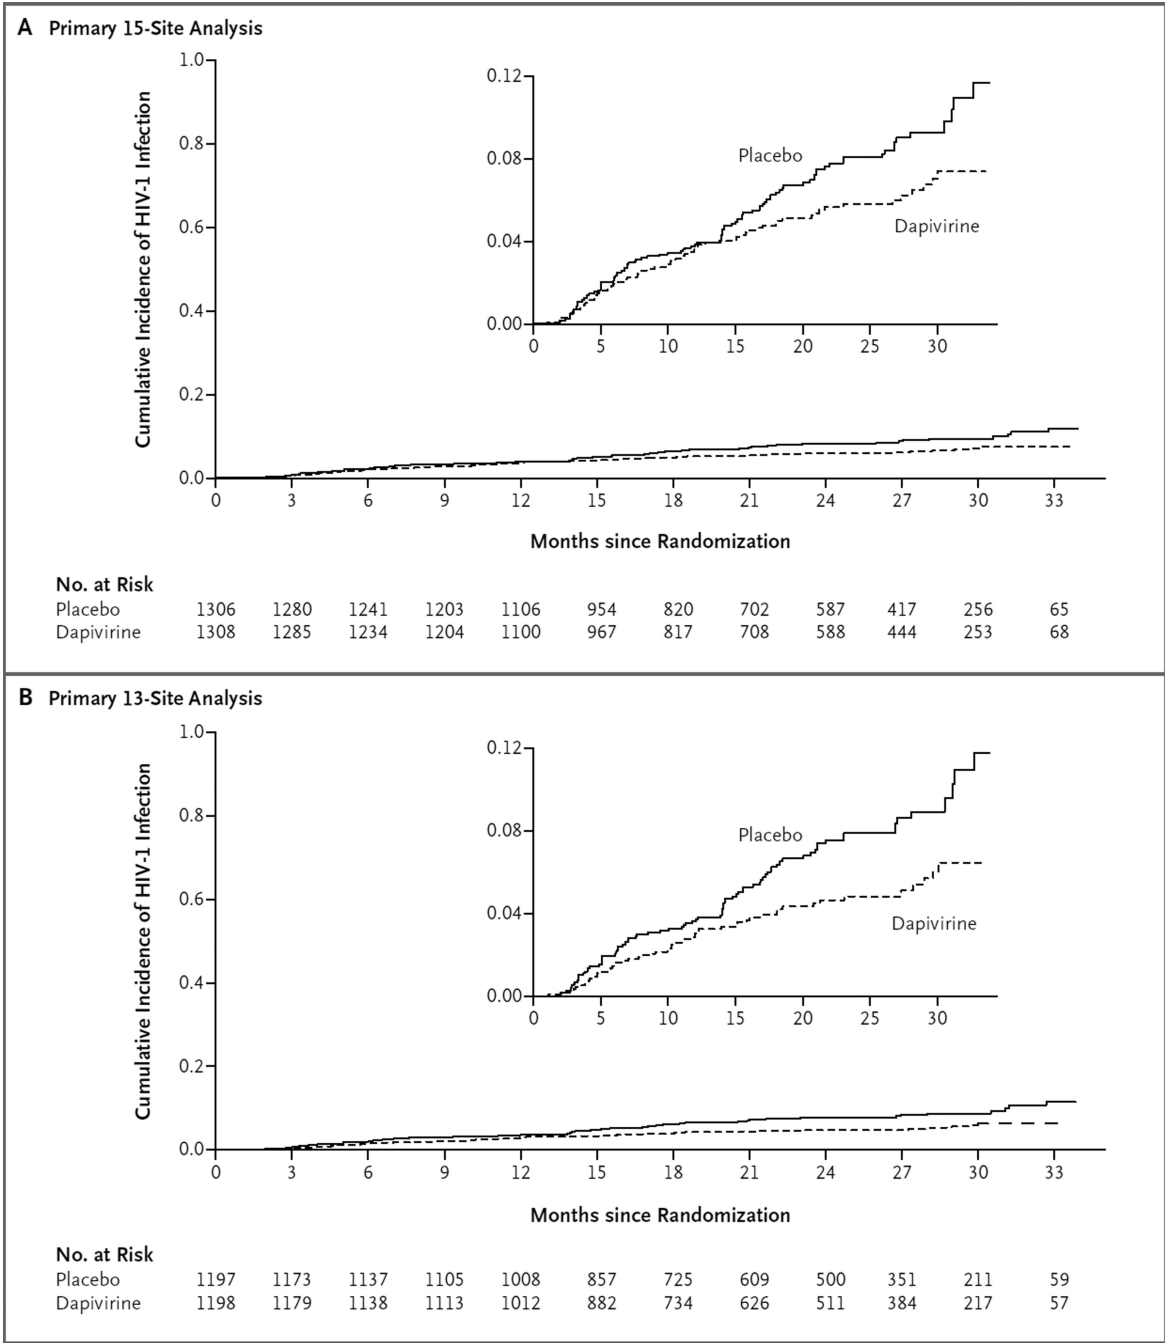 A Primary 15-Site Analysis
Cumulative Incidence of HIV-1 Infection
1.0
0.8
0.6
0.4
0.2
0.0
0.12
0.08
0.04
0.00
Placebo
Dapivirine
0 5 10 15 20 25 30
0 3 6 9 12 15 18 21 24 27 30 33
Months since Randomization
No. at Risk
Placebo 1306 1280 1241 1203 1106 954 820 702 587 417 256 65
Dapivirine 1308 1285 1234 1204 1100 967 817 708 588 444 253 68
B Primary 13-Site Analysis
Cumulative Incidence of HIV-1 Infection
1.0
0.8
0.6
0.4
0.2
0.0
0.12
0.08
0.04
0.00
Placebo
Dapivirine
0 5 10 15 20 25 30
0 3 6 9 12 15 18 21 24 27 30 33
Months since Randomization
No. at Risk
Placebo 1197 1173 1137 1105 1008 857 725 609 500 351 211 59
Dapivirine 1198 1179 1138 1113 1012 882 734 626 511 384 217 57